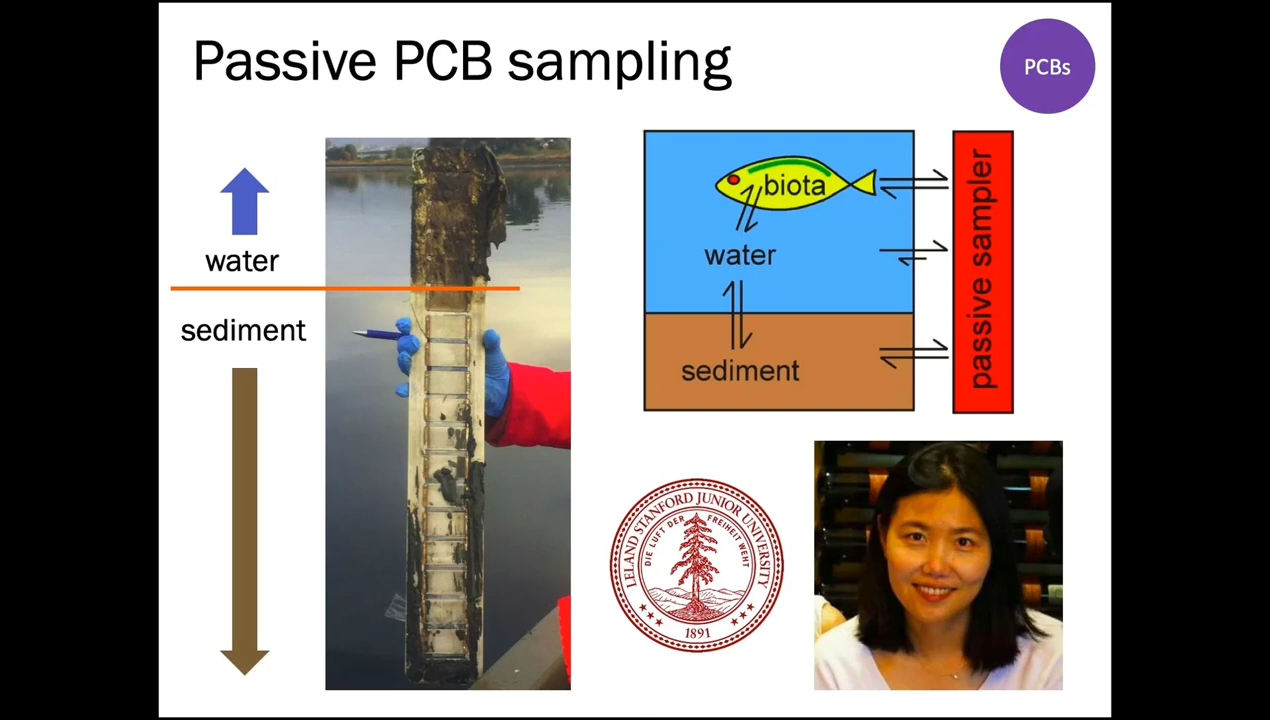 Passive PCB sampling
PCBs
water
sediment
biota
water
sediment
passive sampler
LELAND STANFORD JUNIOR UNIVERSITY
DIE LUFT DER FREIHEIT WEHT
1891